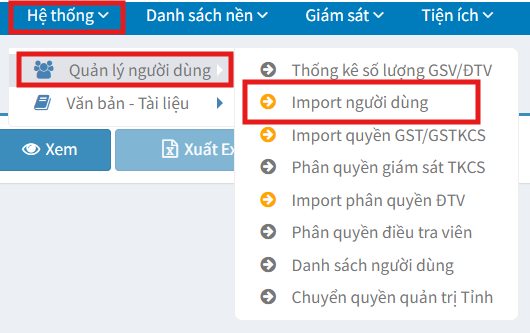 Hệ thống Danh sách nền Giám sát Tiện ích
Quản lý người dùng
Văn bản - Tài liệu
Thống kê số lượng GSV/ĐTV
Import người dùng
Import quyền GST/GSTKCS
Phân quyền giám sát TKCS
Import phân quyền ĐTV
Phân quyền điều tra viên
Danh sách người dùng
Chuyển quyền quản trị Tỉnh
Xem Xuất Ex